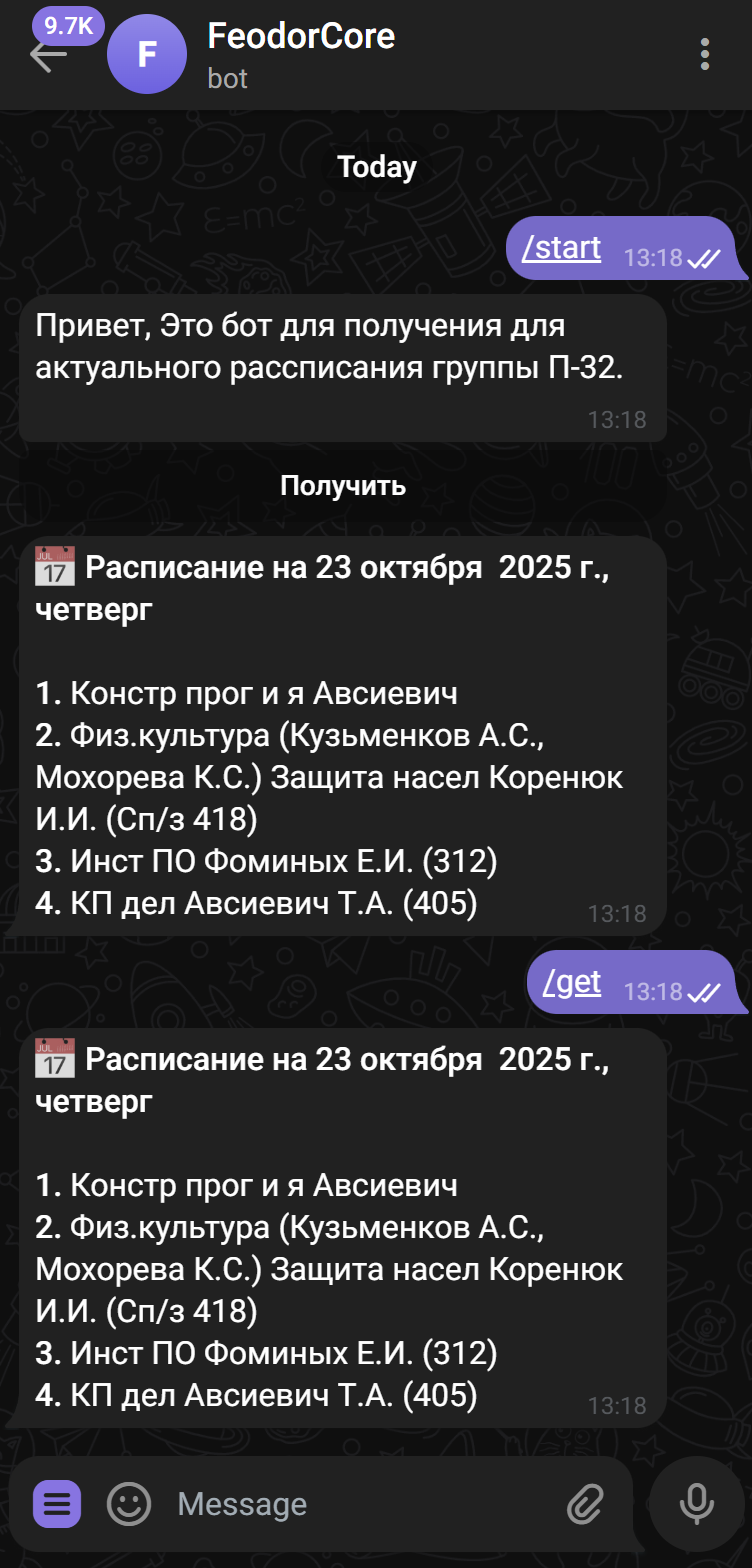 9.7K
F
FeodorCore
bot
Today
/start 13:18
Привет, Это бот для получения для
актуального рассписания группы П-32.
13:18
Получить
JUL 17 Расписание на 23 октября 2025 г.,
четверг
1. Констр прог и я Авсиевич
2. Физ.культура (Кузьменков А.С.,
Мохорева К.С.) Защита насел Коренюк
И.И. (Сп/з 418)
3. Инст ПО Фоминых Е.И. (312)
4. КП дел Авсиевич Т.А. (405)
13:18
/get 13:18
JUL 17 Расписание на 23 октября 2025 г.,
четверг
1. Констр прог и я Авсиевич
2. Физ.культура (Кузьменков А.С.,
Мохорева К.С.) Защита насел Коренюк
И.И. (Сп/з 418)
3. Инст ПО Фоминых Е.И. (312)
4. КП дел Авсиевич Т.А. (405)
13:18
Message